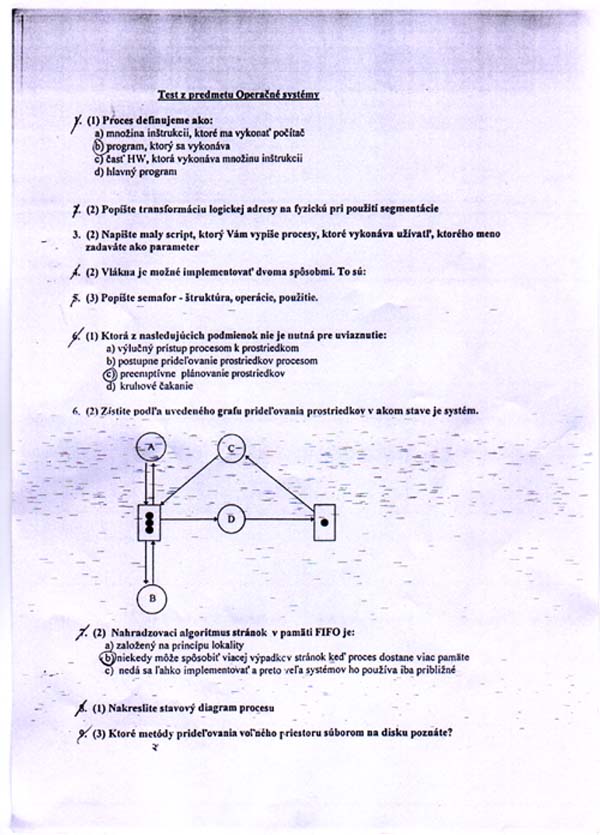 Test z predmetu Operačné systémy
1. (1) Proces definujeme ako:
a) množina inštrukcii, ktoré ma vykonať počítač
b) program, ktorý sa vykonáva
c) časť HW, ktorá vykonáva množinu inštrukcii
d) hlavný program
2. (2) Popíšte transformáciu logickej adresy na fyzickú pri použití segmentácie
3. (2) Napíšte maly script, ktorý Vám vypíše procesy, ktoré vykonáva užívatľ, ktorého meno
zadaváte ako parameter
4. (2) Vlákna je možné implementovať dvoma spôsobmi. To sú:
5. (3) Popíšte semafor - štruktúra, operácie, použitie.
6. (1) Ktorá z nasledujúcich podmienok nie je nutná pre uviaznutie:
a) výlučný prístup procesom k prostriedkom
b) postupne prideľovanie prostriedkov procesom
c) preemptívne plánovanie prostriedkov
d) kruhové čakanie
6. (2) Zístite podľa uvedeného grafu prideľovania prostriedkov v akom stave je systém.
A
C
D
B
7. (2) Nahradzovaci algoritmus stránok v pamäti FIFO je:
a) založený na princípu lokality
b) niekedy môže spôsobiť viacej výpadkov stránok keď proces dostane viac pamäte
c) nedá sa ľahko implementovať a preto veľa systémov ho používa iba približné
8. (1) Nakreslite stavový diagram procesu
9. (3) Ktoré metódy prideľovania voľného priestoru súborom na disku poznáte?